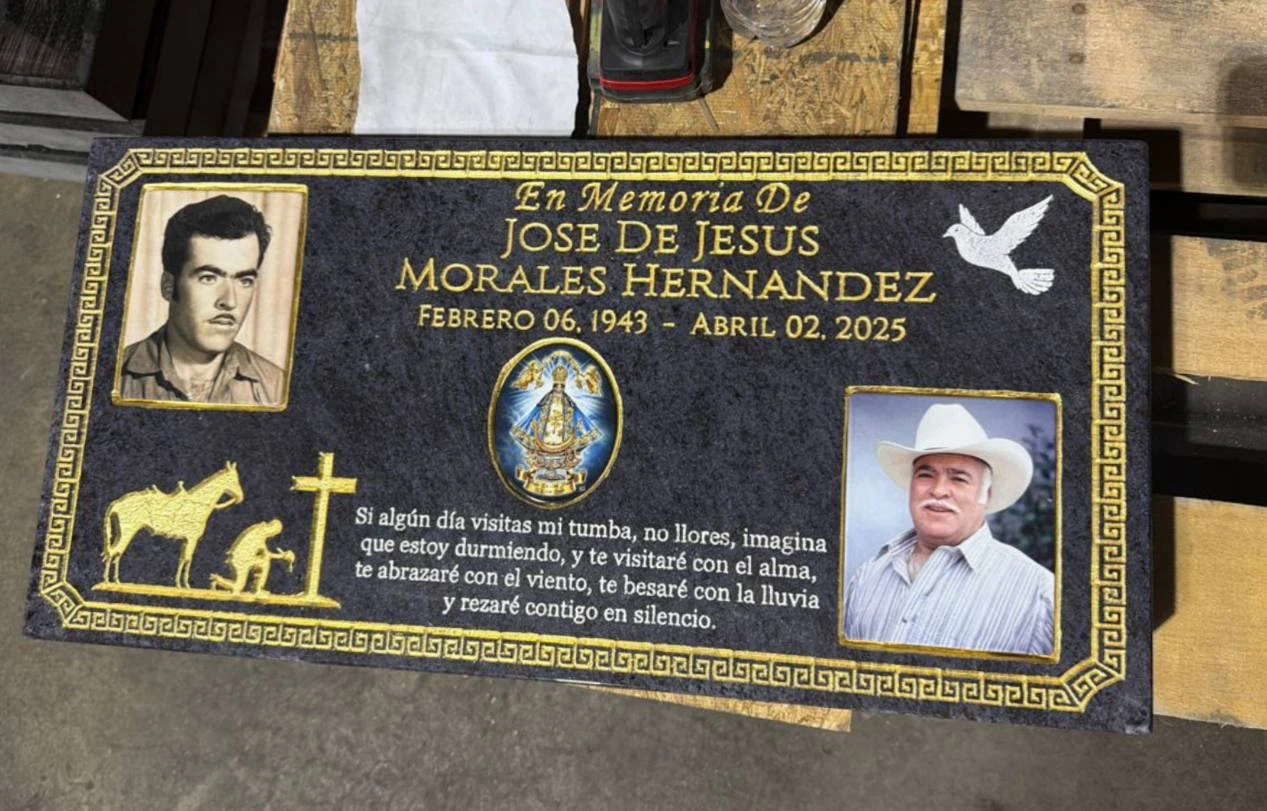 En Memoria De
JOSE DE JESUS
MORALES HERNANDEZ
FEBRERO 06, 1943 - ABRIL 02, 2025
Si algún día visitas mi tumba, no llores, imagina
que estoy durmiendo, y te visitaré con el alma,
te abrazaré con el viento, te besaré con la lluvia
y rezaré contigo en silencio.